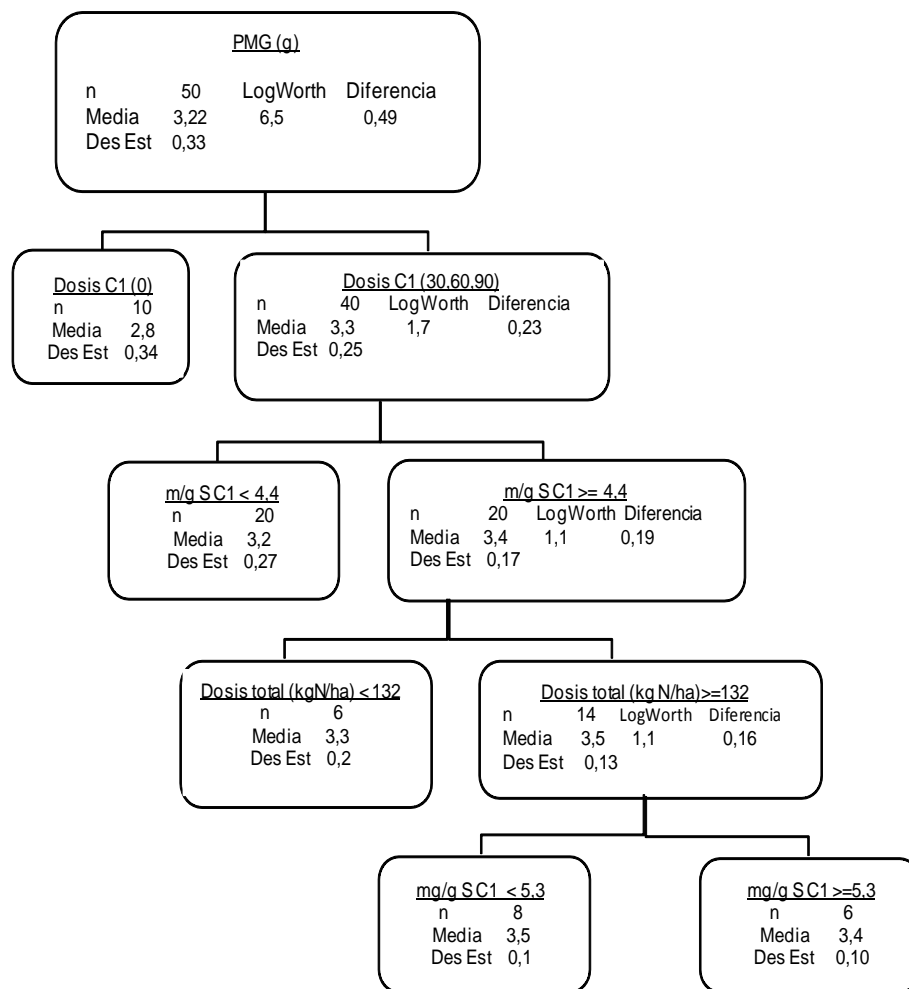 PMG (g)
n 50 LogWorth Diferencia
Media 3,22 6,5 0,49
Des Est 0,33
Dosis C1 (0)
n 10
Media 2,8
Des Est 0,34
Dosis C1 (30,60,90)
n 40 LogWorth Diferencia
Media 3,3 1,7 0,23
Des Est 0,25
m/g S C1 < 4,4
n 20
Media 3,2
Des Est 0,27
m/g S C1 >= 4,4
n 20 LogWorth Diferencia
Media 3,4 1,1 0,19
Des Est 0,17
Dosis total (kgN/ha) < 132
n 6
Media 3,3
Des Est 0,2
Dosis total (kg N/ha)>=132
n 14 LogWorth Diferencia
Media 3,5 1,1 0,16
Des Est 0,13
mg/g S C1 < 5,3
n 8
Media 3,5
Des Est 0,1
mg/g S C1 >=5,3
n 6
Media 3,4
Des Est 0,10